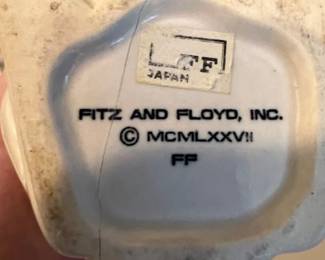 FF
JAPAN
FITZ AND FLOYD, INC.
© MCMLXXVII
FF